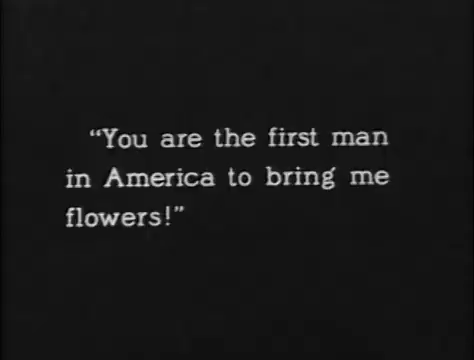 “You are the first man
in America to bring me
flowers!”